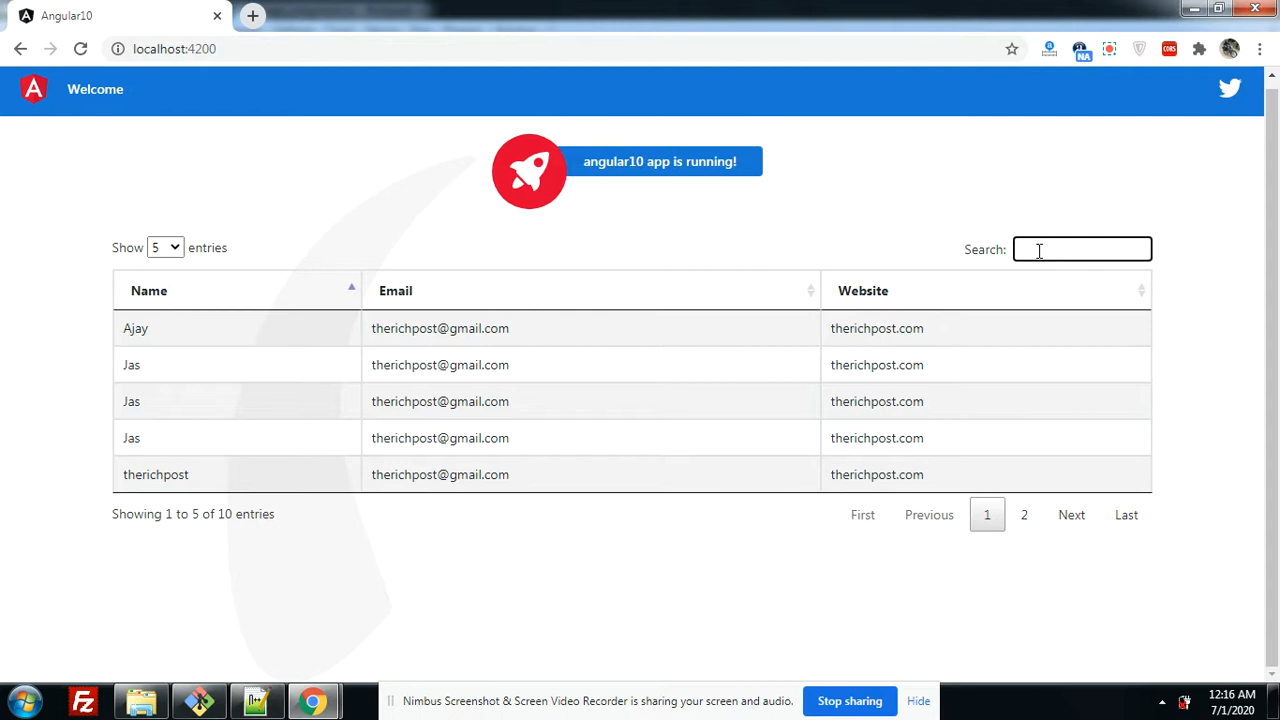 Angular10
localhost:4200
NA
CORS
A Welcome
angular10 app is running!
Show 5 entries
Search:
Name Email Website
Ajay therichpost@gmail.com therichpost.com
Jas therichpost@gmail.com therichpost.com
Jas therichpost@gmail.com therichpost.com
Jas therichpost@gmail.com therichpost.com
therichpost therichpost@gmail.com therichpost.com
Showing 1 to 5 of 10 entries
First Previous 1 2 Next Last
Fz
Nimbus Screenshot & Screen Video Recorder is sharing your screen and audio. Stop sharing Hide
12:16 AM
7/1/2020